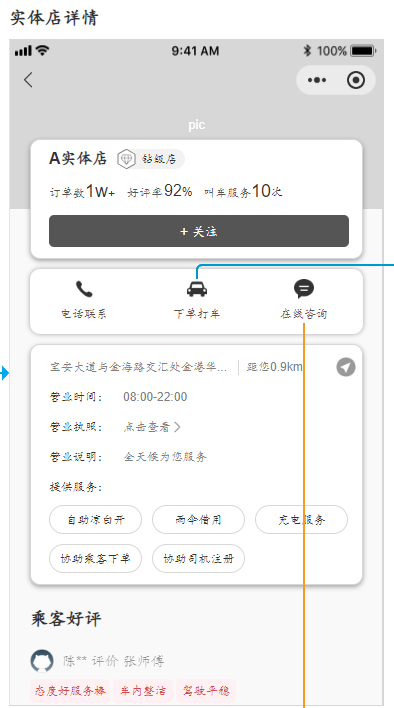 实体店详情
9:41 AM 100%
pic
A实体店 钻级店
订单数1W+ 好评率92% 叫车服务10次
+ 关注
电话联系 下单打车 在线咨询
宝安大道与金海路交汇处金港华... 距您0.9km
营业时间： 08:00-22:00
营业执照： 点击查看
营业说明： 全天候为您服务
提供服务：
自助凉白开 雨伞借用 充电服务
协助乘客下单 协助司机注册
乘客好评
陈** 评价 张师傅
态度好服务棒 车内整洁 驾驶平稳